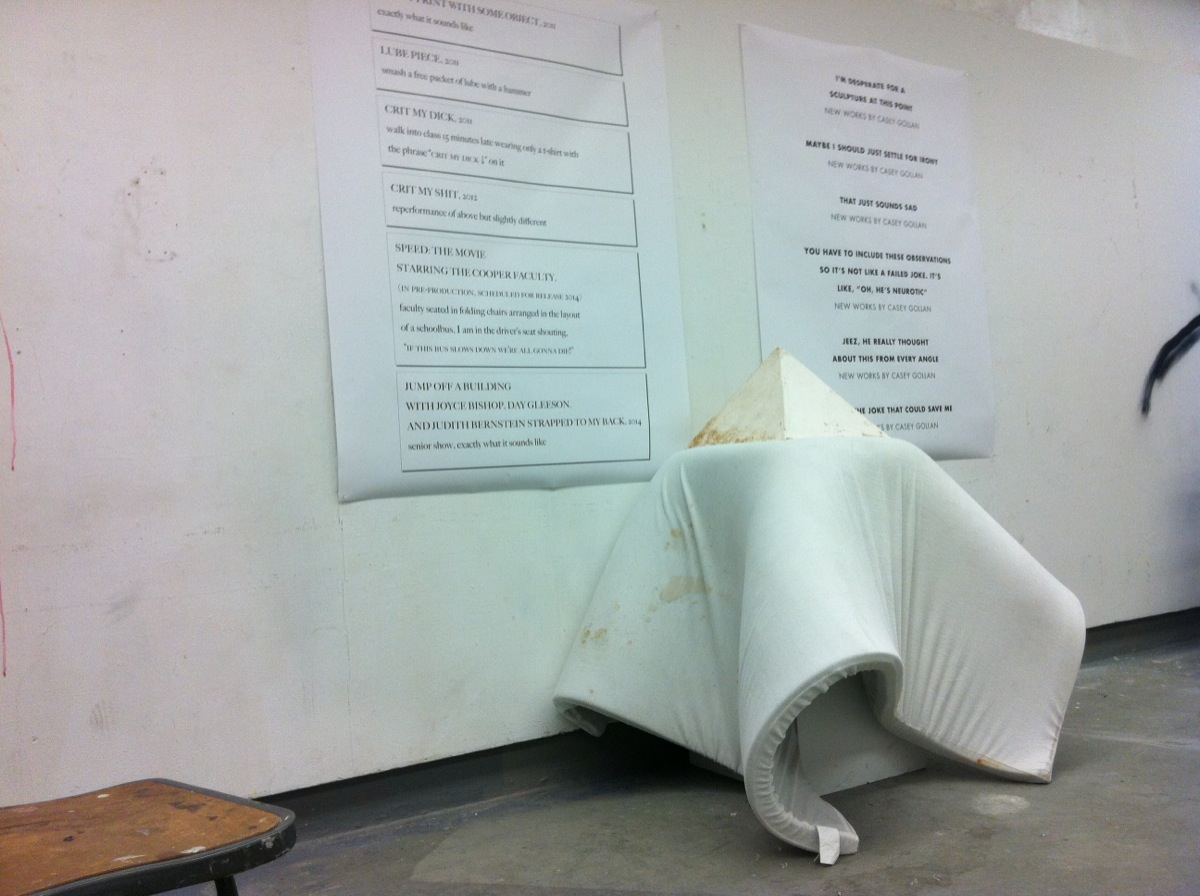 PRINT WITH SOME OBJECT, 2011
exactly what it sounds like
LUBE PIECE, 2011
smash a free packet of lube with a hammer
CRIT MY DICK, 2011
walk into class 15 minutes late wearing only a t-shirt with
the phrase "CRIT MY DICK ↓" on it
CRIT MY SHIT, 2012
reperformance of above but slightly different
SPEED: THE MOVIE
STARRING THE COOPER FACULTY,
(IN PRE-PRODUCTION, SCHEDULED FOR RELEASE 2014)
faculty seated in folding chairs arranged in the layout
of a schoolbus, I am in the driver's seat shouting,
"IF THIS BUS SLOWS DOWN WE'RE ALL GONNA DIE!"
JUMP OFF A BUILDING
WITH JOYCE BISHOP, DAY GLEESON,
AND JUDITH BERNSTEIN STRAPPED TO MY BACK, 2014
senior show, exactly what it sounds like
I'M DESPERATE FOR A
SCULPTURE AT THIS POINT
NEW WORKS BY CASEY GOLLAN
MAYBE I SHOULD JUST SETTLE FOR IRONY
NEW WORKS BY CASEY GOLLAN
THAT JUST SOUNDS SAD
NEW WORKS BY CASEY GOLLAN
YOU HAVE TO INCLUDE THESE OBSERVATIONS
SO IT'S NOT LIKE A FAILED JOKE. IT'S
LIKE, "OH, HE'S NEUROTIC"
NEW WORKS BY CASEY GOLLAN
JEEZ, HE REALLY THOUGHT
ABOUT THIS FROM EVERY ANGLE
NEW WORKS BY CASEY GOLLAN
JOKE THAT COULD SAVE ME
BY CASEY GOLLAN